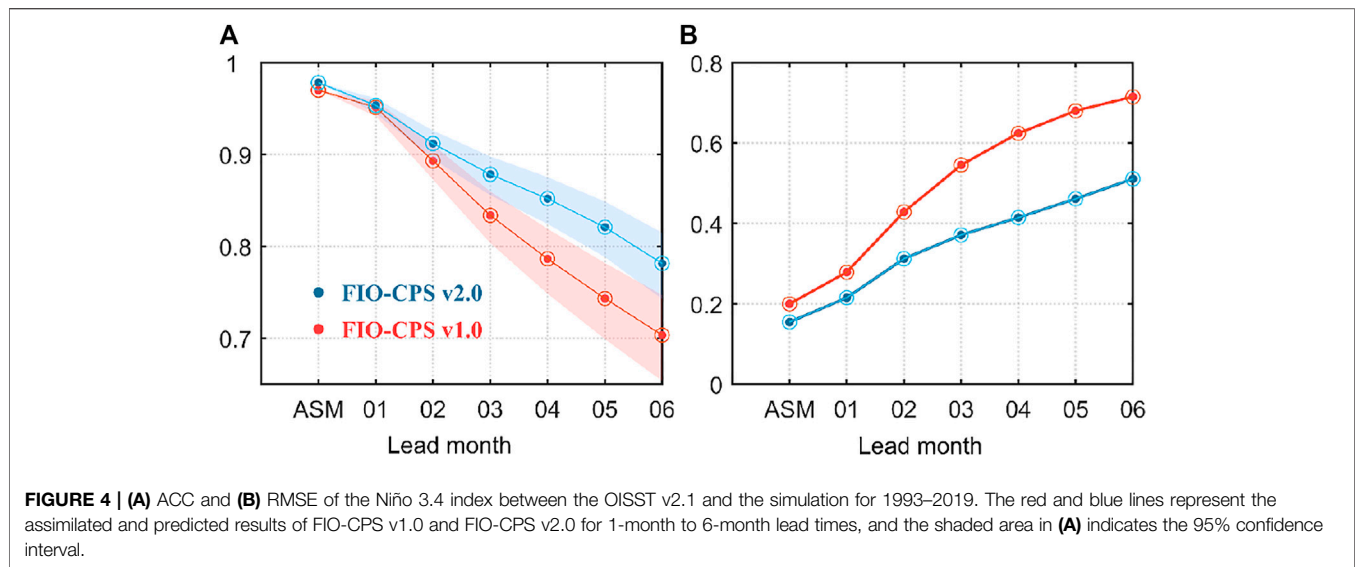 A
B
1
0.9
0.8
0.7
FIO-CPS v2.0
FIO-CPS v1.0
ASM 01 02 03 04 05 06
Lead month
0.8
0.6
0.4
0.2
0
ASM 01 02 03 04 05 06
Lead month
FIGURE 4 | (A) ACC and (B) RMSE of the Niño 3.4 index between the OISST v2.1 and the simulation for 1993–2019. The red and blue lines represent the
assimilated and predicted results of FIO-CPS v1.0 and FIO-CPS v2.0 for 1-month to 6-month lead times, and the shaded area in (A) indicates the 95% confidence
interval.